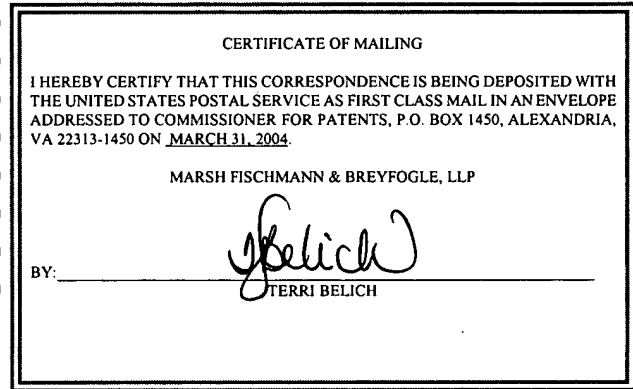 CERTIFICATE OF MAILING
I HEREBY CERTIFY THAT THIS CORRESPONDENCE IS BEING DEPOSITED WITH
THE UNITED STATES POSTAL SERVICE AS FIRST CLASS MAIL IN AN ENVELOPE
ADDRESSED TO COMMISSIONER FOR PATENTS, P.O. BOX 1450, ALEXANDRIA,
VA 22313-1450 ON MARCH 31, 2004.
MARSH FISCHMANN & BREYFOGLE, LLP
TBelich
BY:
TERRI BELICH